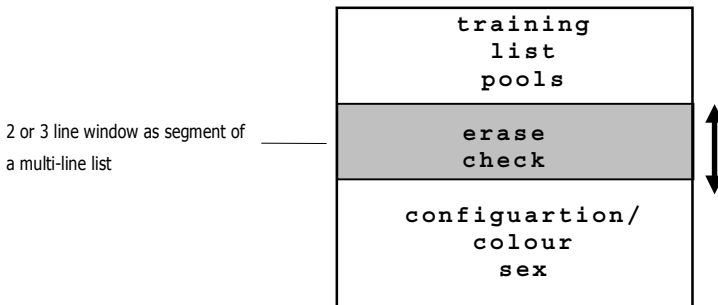 training
list
pools
2 or 3 line window as segment of
a multi-line list
erase
check
configuartion/
colour
sex